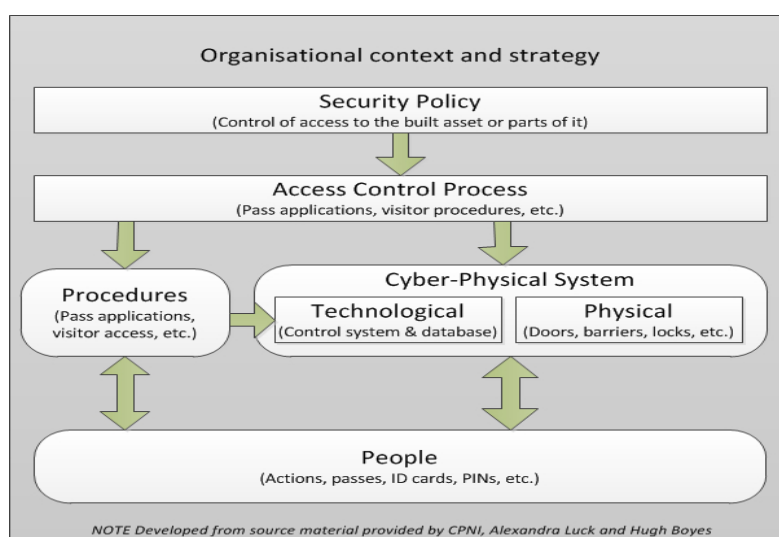 Organisational context and strategy
Security Policy
(Control of access to the built asset or parts of it)
Access Control Process
(Pass applications, visitor procedures, etc.)
Procedures
(Pass applications,
visitor access, etc.)
Cyber-Physical System
Technological
(Control system & database)
Physical
(Doors, barriers, locks, etc.)
People
(Actions, passes, ID cards, PINs, etc.)
NOTE Developed from source material provided by CPNI, Alexandra Luck and Hugh Boyes